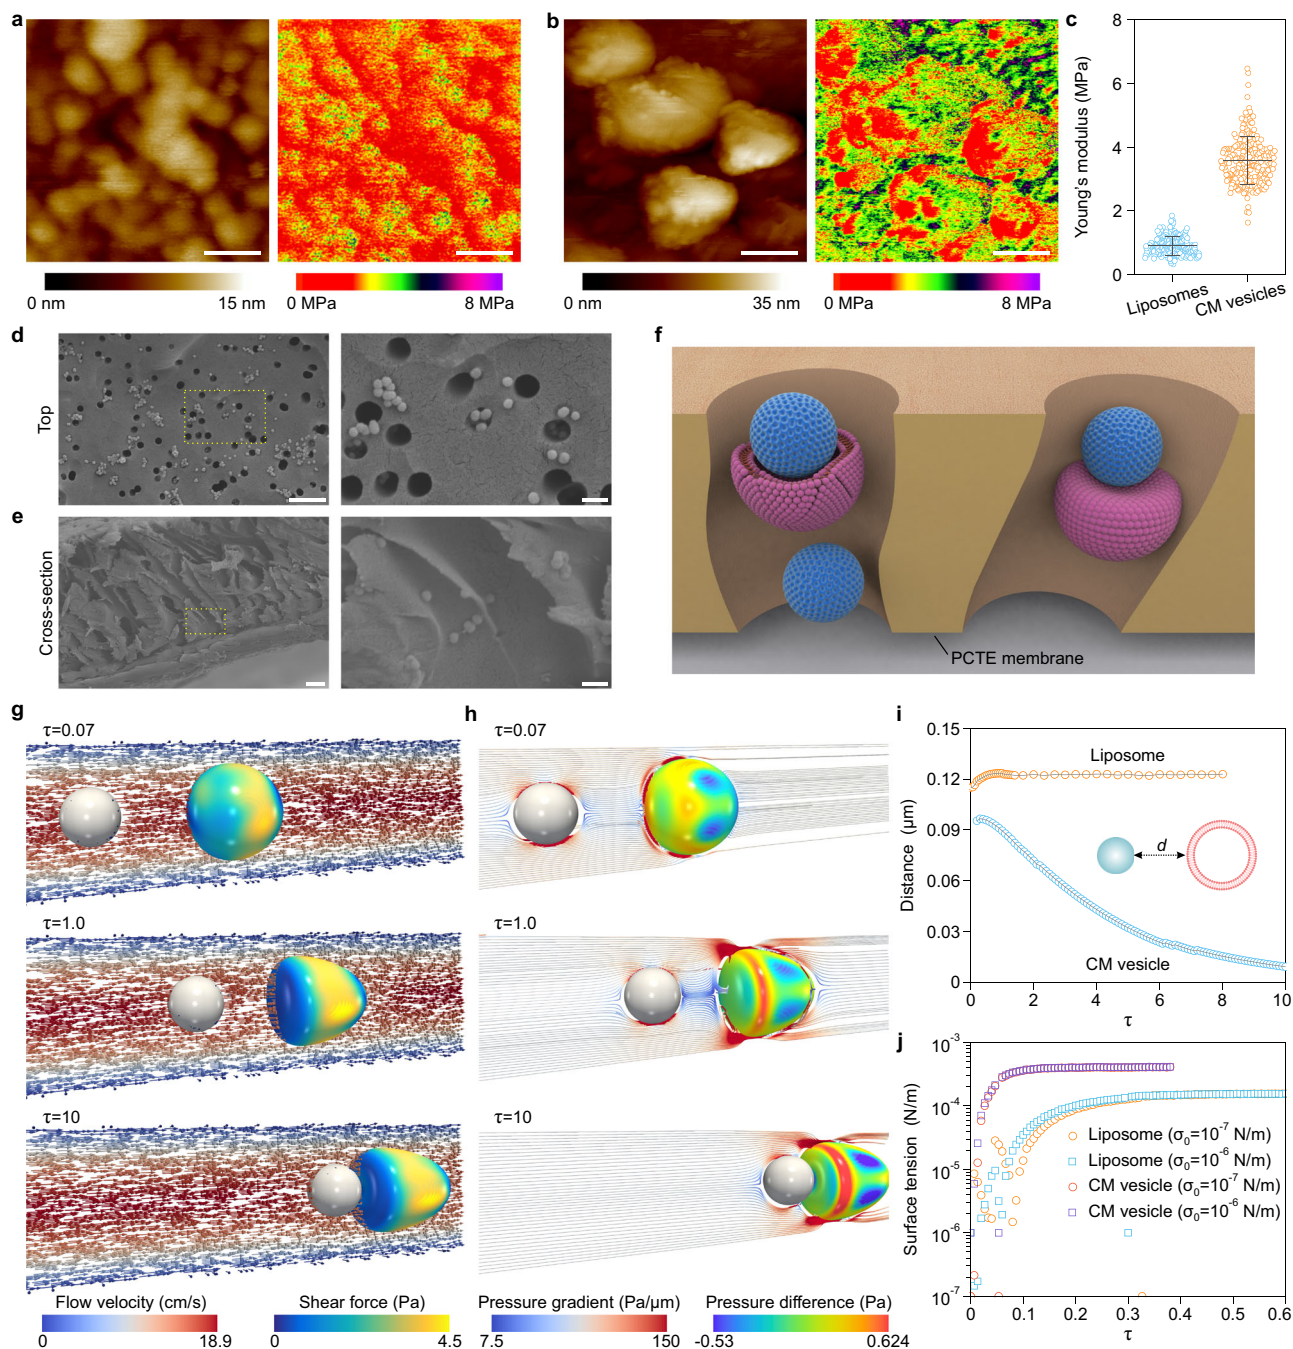 a
b
c
0 nm
15 nm
0 MPa
8 MPa
0 nm
35 nm
0 MPa
8 MPa
Young's modulus (MPa)
8
6
4
2
0
Liposomes
CM vesicles
d
Top
e
Cross-section
f
PCTE membrane
g
τ=0.07
τ=1.0
τ=10
Flow velocity (cm/s)
0
18.9
Shear force (Pa)
0
4.5
h
τ=0.07
τ=1.0
τ=10
Pressure gradient (Pa/μm)
7.5
150
Pressure difference (Pa)
-0.53
0.624
i
Distance (μm)
0.15
0.12
0.09
0.06
0.03
0
Liposome
d
CM vesicle
0
2
4
6
8
10
τ
j
Surface tension (N/m)
10⁻³
10⁻⁴
10⁻⁵
10⁻⁶
10⁻⁷
Liposome (σ₀=10⁻⁷ N/m)
Liposome (σ₀=10⁻⁶ N/m)
CM vesicle (σ₀=10⁻⁷ N/m)
CM vesicle (σ₀=10⁻⁶ N/m)
0
0.1
0.2
0.3
0.4
0.5
0.6
τ